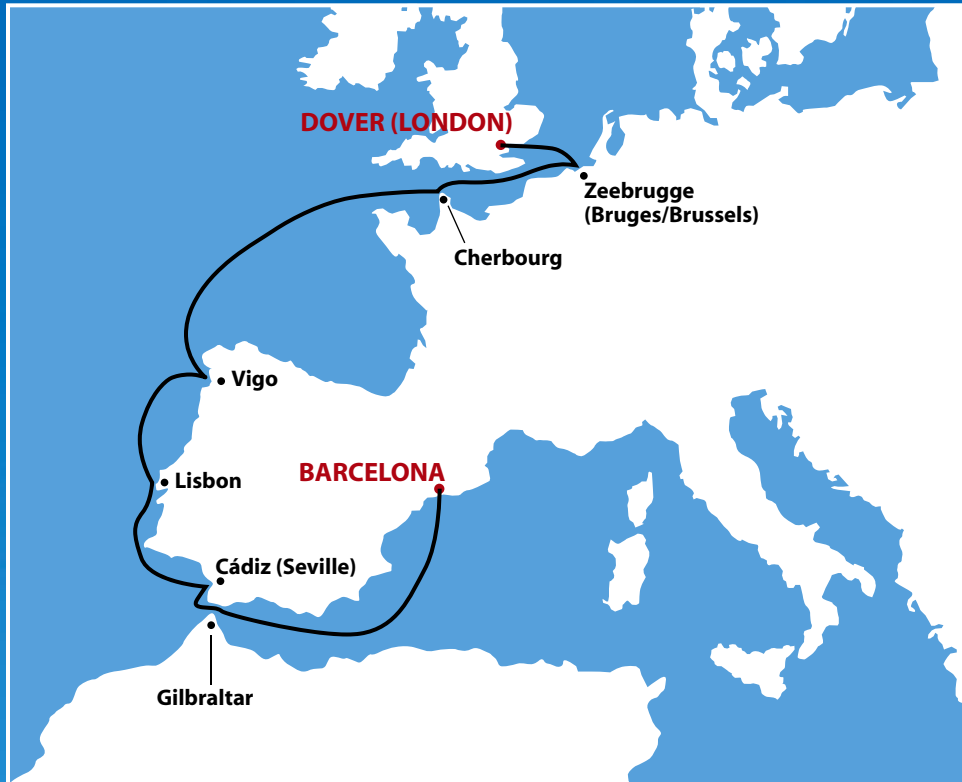 DOVER (LONDON)
Zeebrugge
(Bruges/Brussels)
Cherbourg
Vigo
BARCELONA
Lisbon
Cádiz (Seville)
Gilbraltar